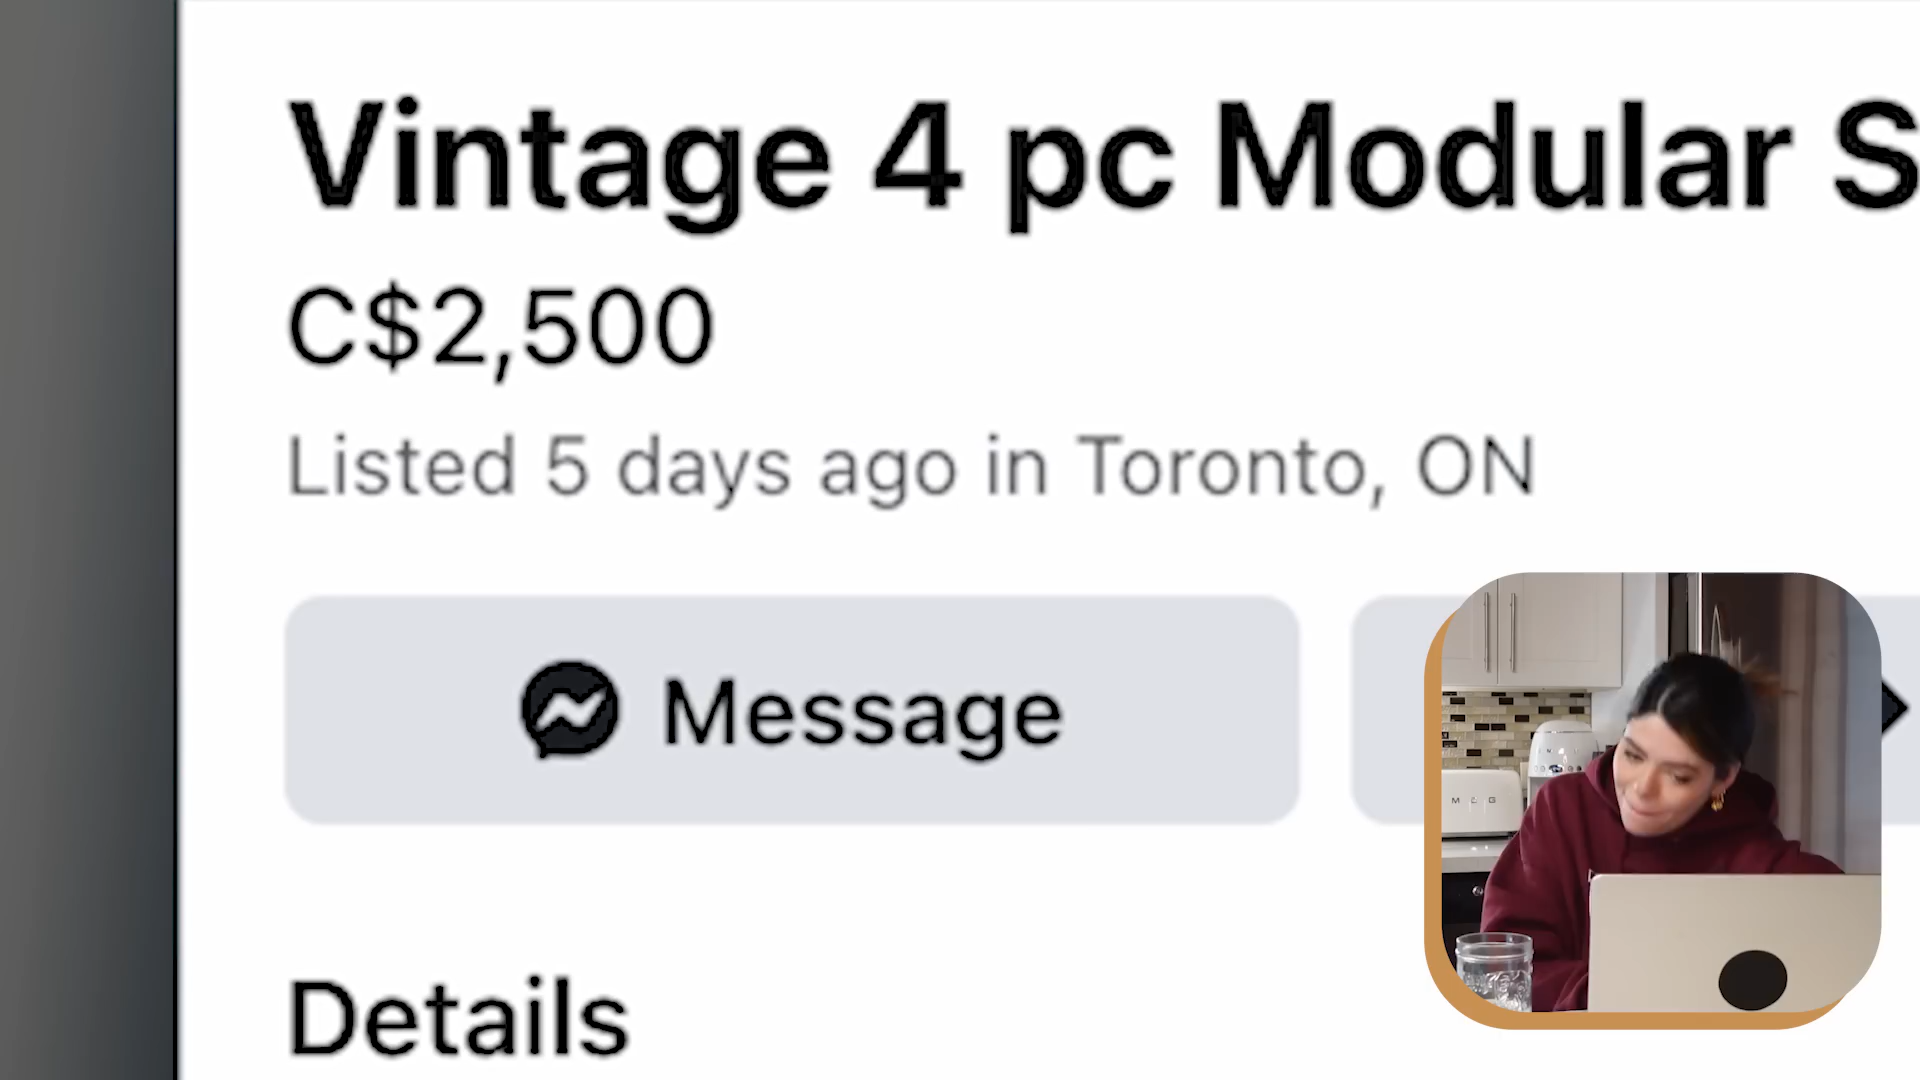 Vintage 4 pc Modular S
C$2,500
Listed 5 days ago in Toronto, ON
Message
Details